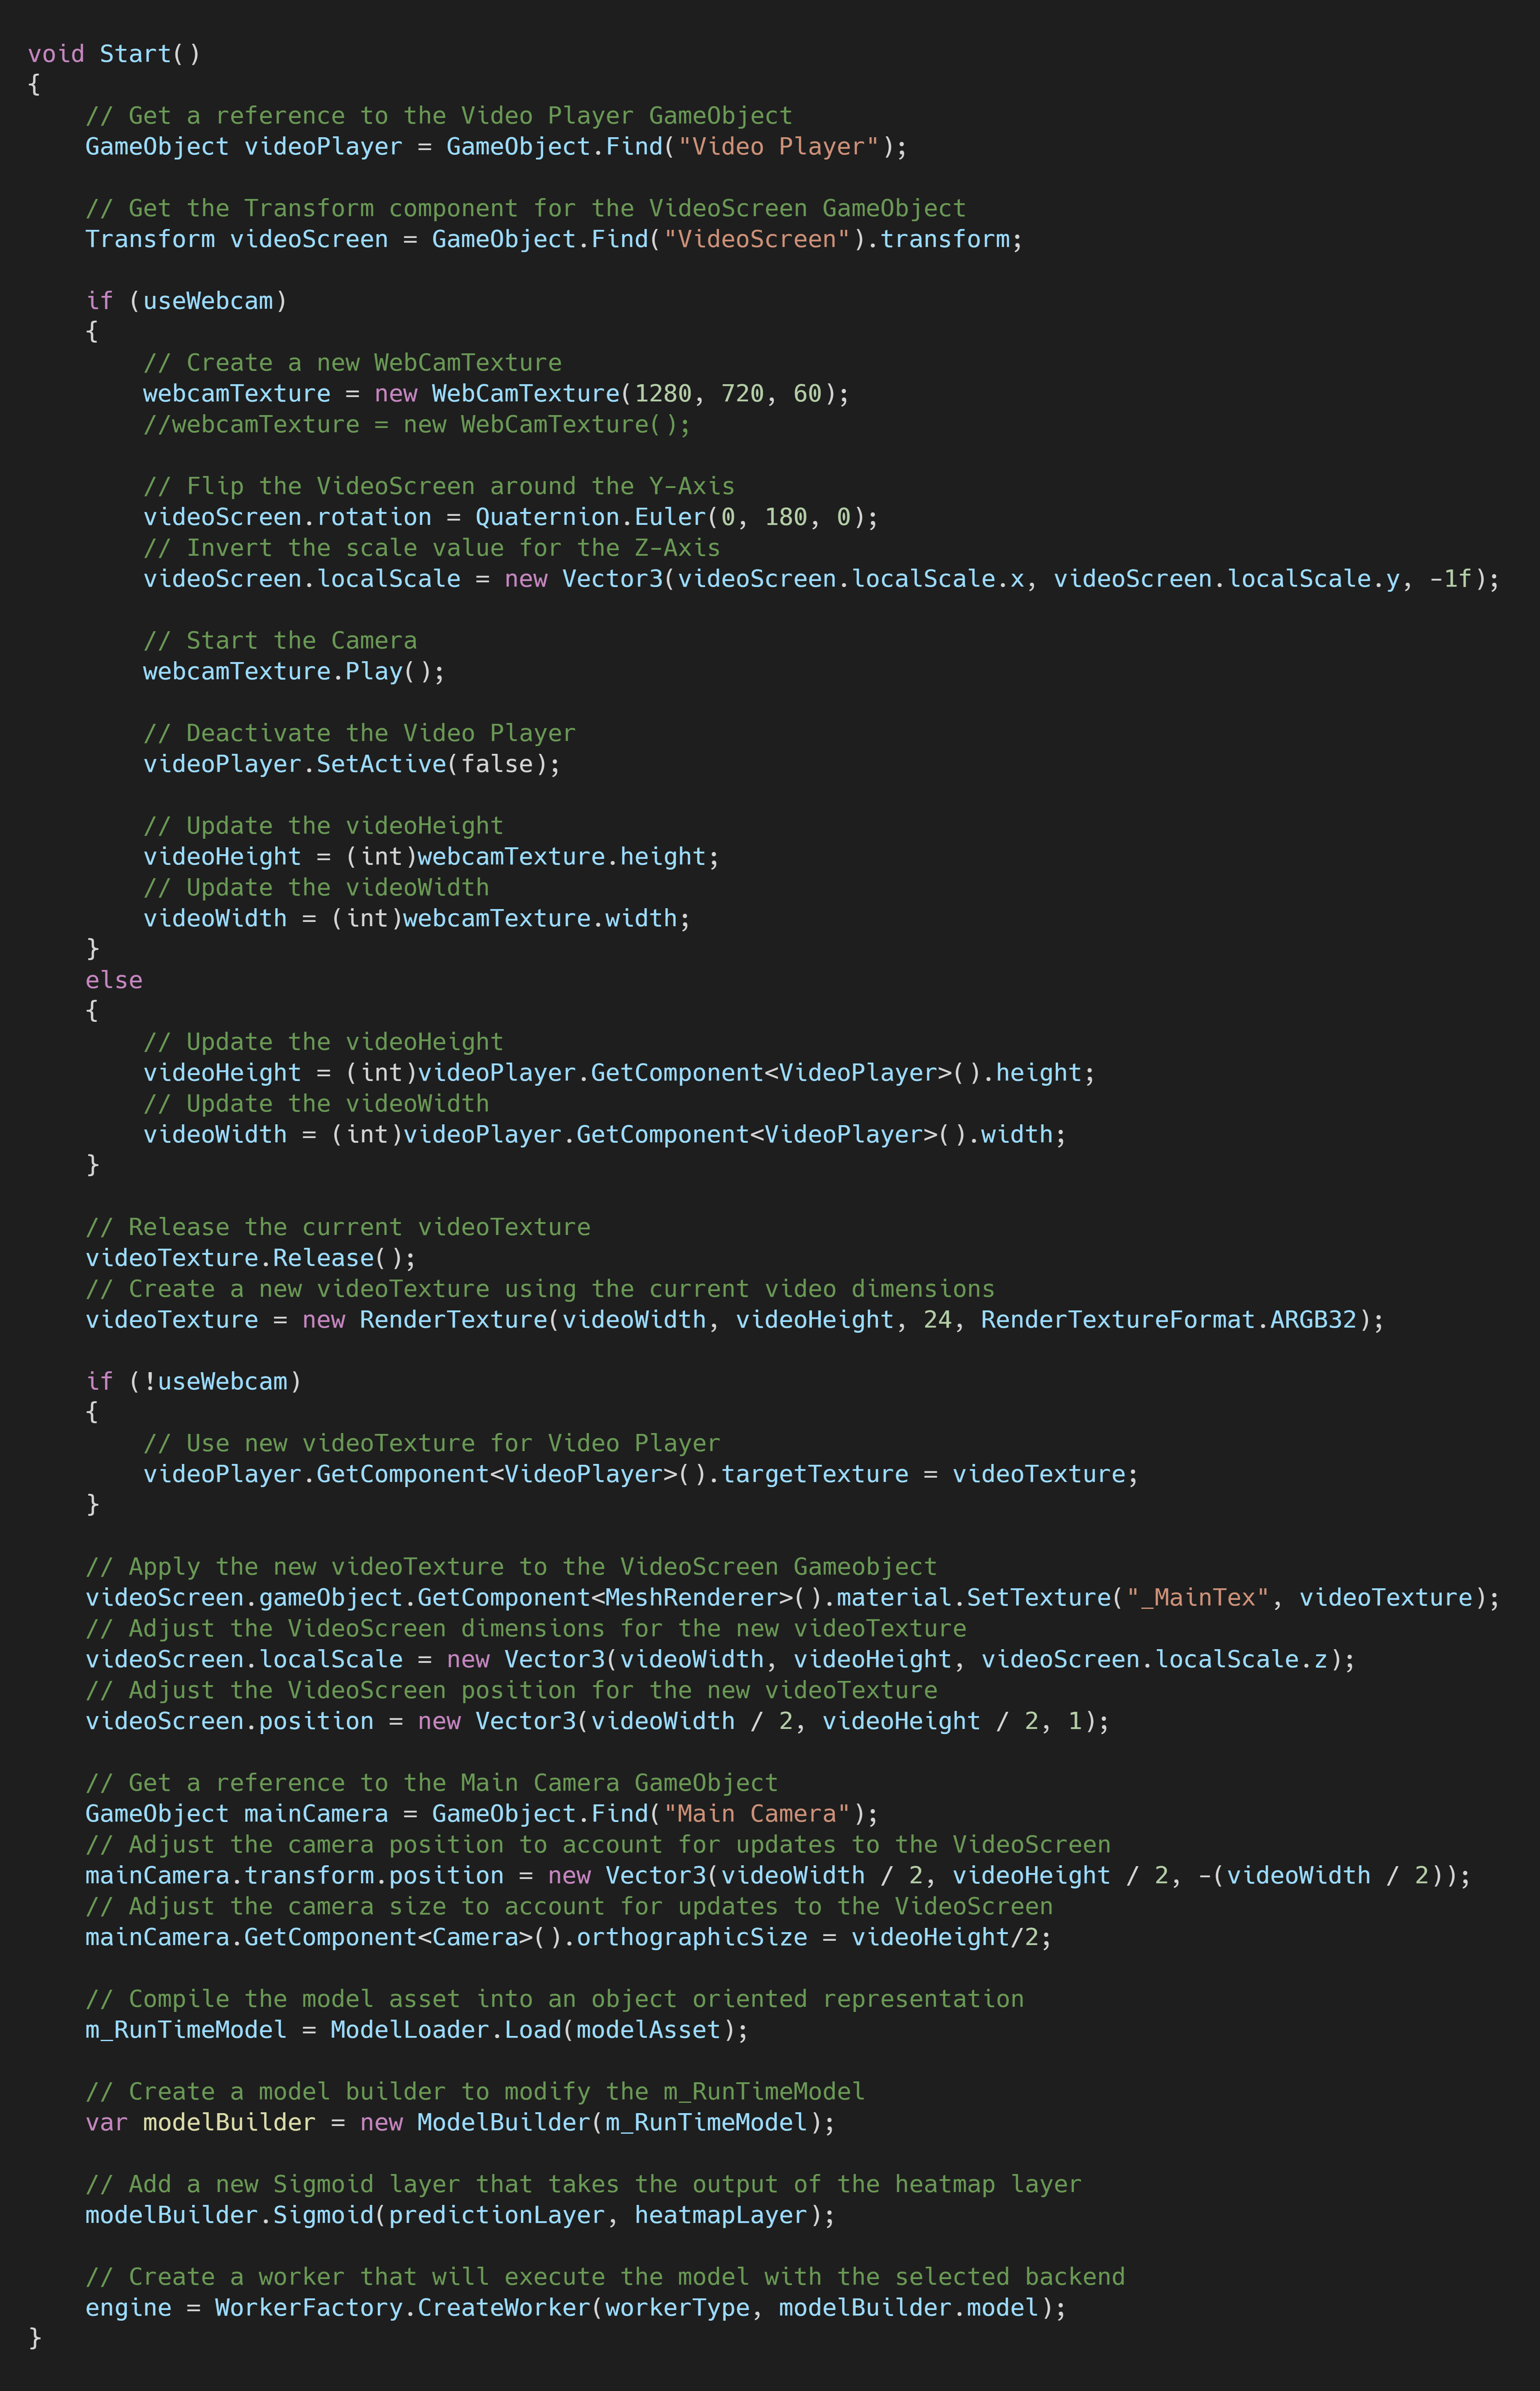 void Start()
{
    // Get a reference to the Video Player GameObject
    GameObject videoPlayer = GameObject.Find("Video Player");

    // Get the Transform component for the VideoScreen GameObject
    Transform videoScreen = GameObject.Find("VideoScreen").transform;

    if (useWebcam)
    {
        // Create a new WebCamTexture
        webcamTexture = new WebCamTexture(1280, 720, 60);
        //webcamTexture = new WebCamTexture();

        // Flip the VideoScreen around the Y-Axis
        videoScreen.rotation = Quaternion.Euler(0, 180, 0);
        // Invert the scale value for the Z-Axis
        videoScreen.localScale = new Vector3(videoScreen.localScale.x, videoScreen.localScale.y, -1f);

        // Start the Camera
        webcamTexture.Play();

        // Deactivate the Video Player
        videoPlayer.SetActive(false);

        // Update the videoHeight
        videoHeight = (int)webcamTexture.height;
        // Update the videoWidth
        videoWidth = (int)webcamTexture.width;
    }
    else
    {
        // Update the videoHeight
        videoHeight = (int)videoPlayer.GetComponent<VideoPlayer>().height;
        // Update the videoWidth
        videoWidth = (int)videoPlayer.GetComponent<VideoPlayer>().width;
    }

    // Release the current videoTexture
    videoTexture.Release();
    // Create a new videoTexture using the current video dimensions
    videoTexture = new RenderTexture(videoWidth, videoHeight, 24, RenderTextureFormat.ARGB32);

    if (!useWebcam)
    {
        // Use new videoTexture for Video Player
        videoPlayer.GetComponent<VideoPlayer>().targetTexture = videoTexture;
    }

    // Apply the new videoTexture to the VideoScreen Gameobject
    videoScreen.gameObject.GetComponent<MeshRenderer>().material.SetTexture("_MainTex", videoTexture);
    // Adjust the VideoScreen dimensions for the new videoTexture
    videoScreen.localScale = new Vector3(videoWidth, videoHeight, videoScreen.localScale.z);
    // Adjust the VideoScreen position for the new videoTexture
    videoScreen.position = new Vector3(videoWidth / 2, videoHeight / 2, 1);

    // Get a reference to the Main Camera GameObject
    GameObject mainCamera = GameObject.Find("Main Camera");
    // Adjust the camera position to account for updates to the VideoScreen
    mainCamera.transform.position = new Vector3(videoWidth / 2, videoHeight / 2, -(videoWidth / 2));
    // Adjust the camera size to account for updates to the VideoScreen
    mainCamera.GetComponent<Camera>().orthographicSize = videoHeight/2;

    // Compile the model asset into an object oriented representation
    m_RunTimeModel = ModelLoader.Load(modelAsset);

    // Create a model builder to modify the m_RunTimeModel
    var modelBuilder = new ModelBuilder(m_RunTimeModel);

    // Add a new Sigmoid layer that takes the output of the heatmap layer
    modelBuilder.Sigmoid(predictionLayer, heatmapLayer);

    // Create a worker that will execute the model with the selected backend
    engine = WorkerFactory.CreateWorker(workerType, modelBuilder.model);
}